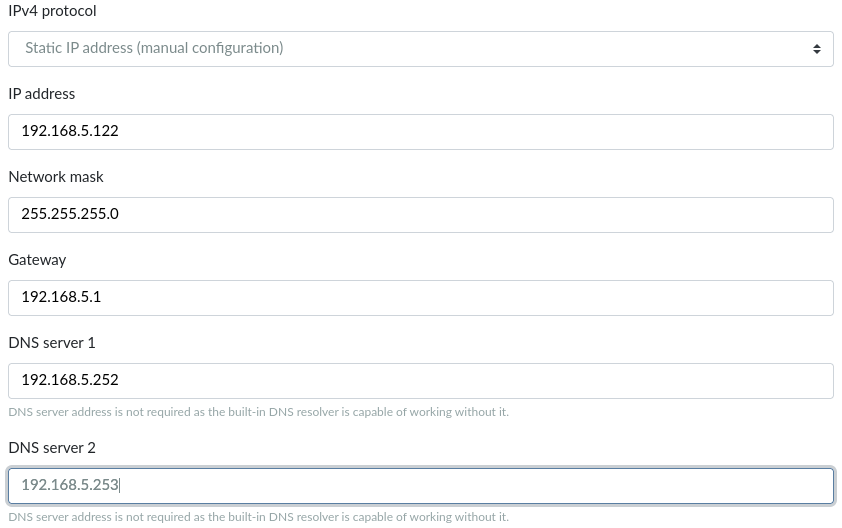 IPv4 protocol
Static IP address (manual configuration)
IP address
192.168.5.122
Network mask
255.255.255.0
Gateway
192.168.5.1
DNS server 1
192.168.5.252
DNS server address is not required as the built-in DNS resolver is capable of working without it.
DNS server 2
192.168.5.253
DNS server address is not required as the built-in DNS resolver is capable of working without it.